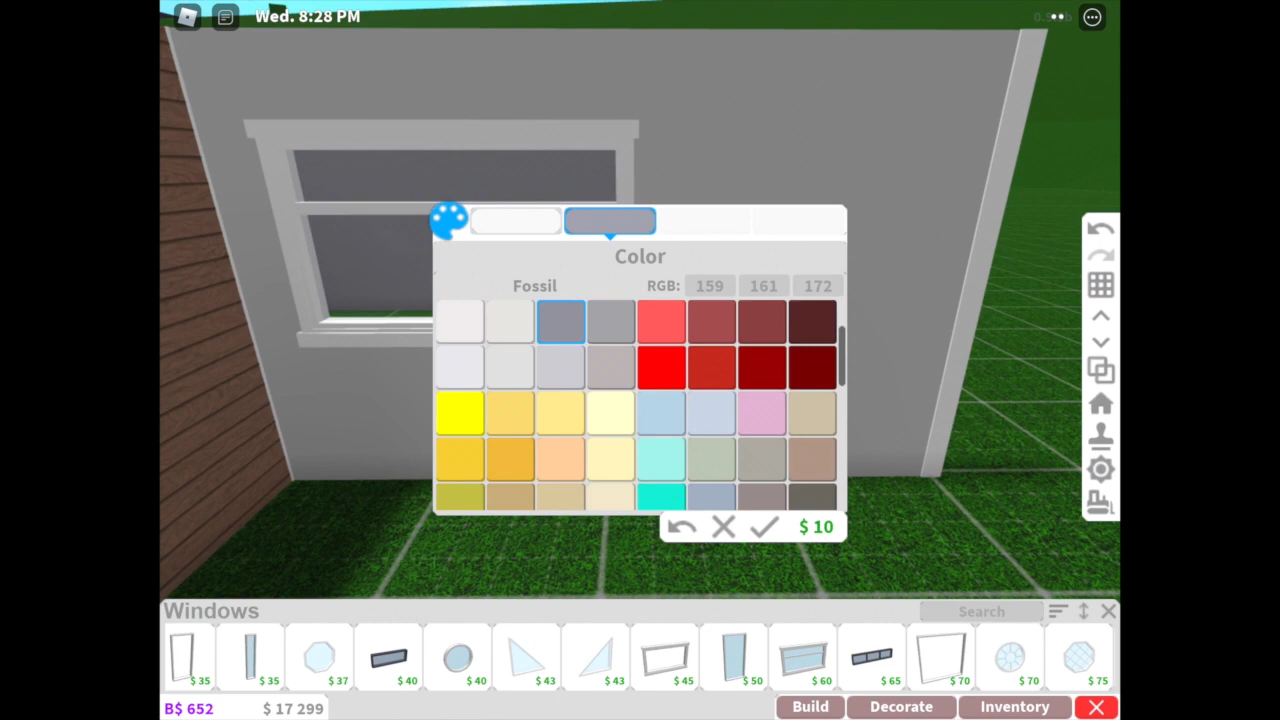 Wed. 8:28 PM
Color
Fossil RGB: 159 161 172
$ 10
Windows Search
$ 35 $ 35 $ 37 $ 40 $ 40 $ 43 $ 43 $ 45 $ 50 $ 60 $ 65 $ 70 $ 70 $ 75
B$ 652 $ 17 299 Build Decorate Inventory